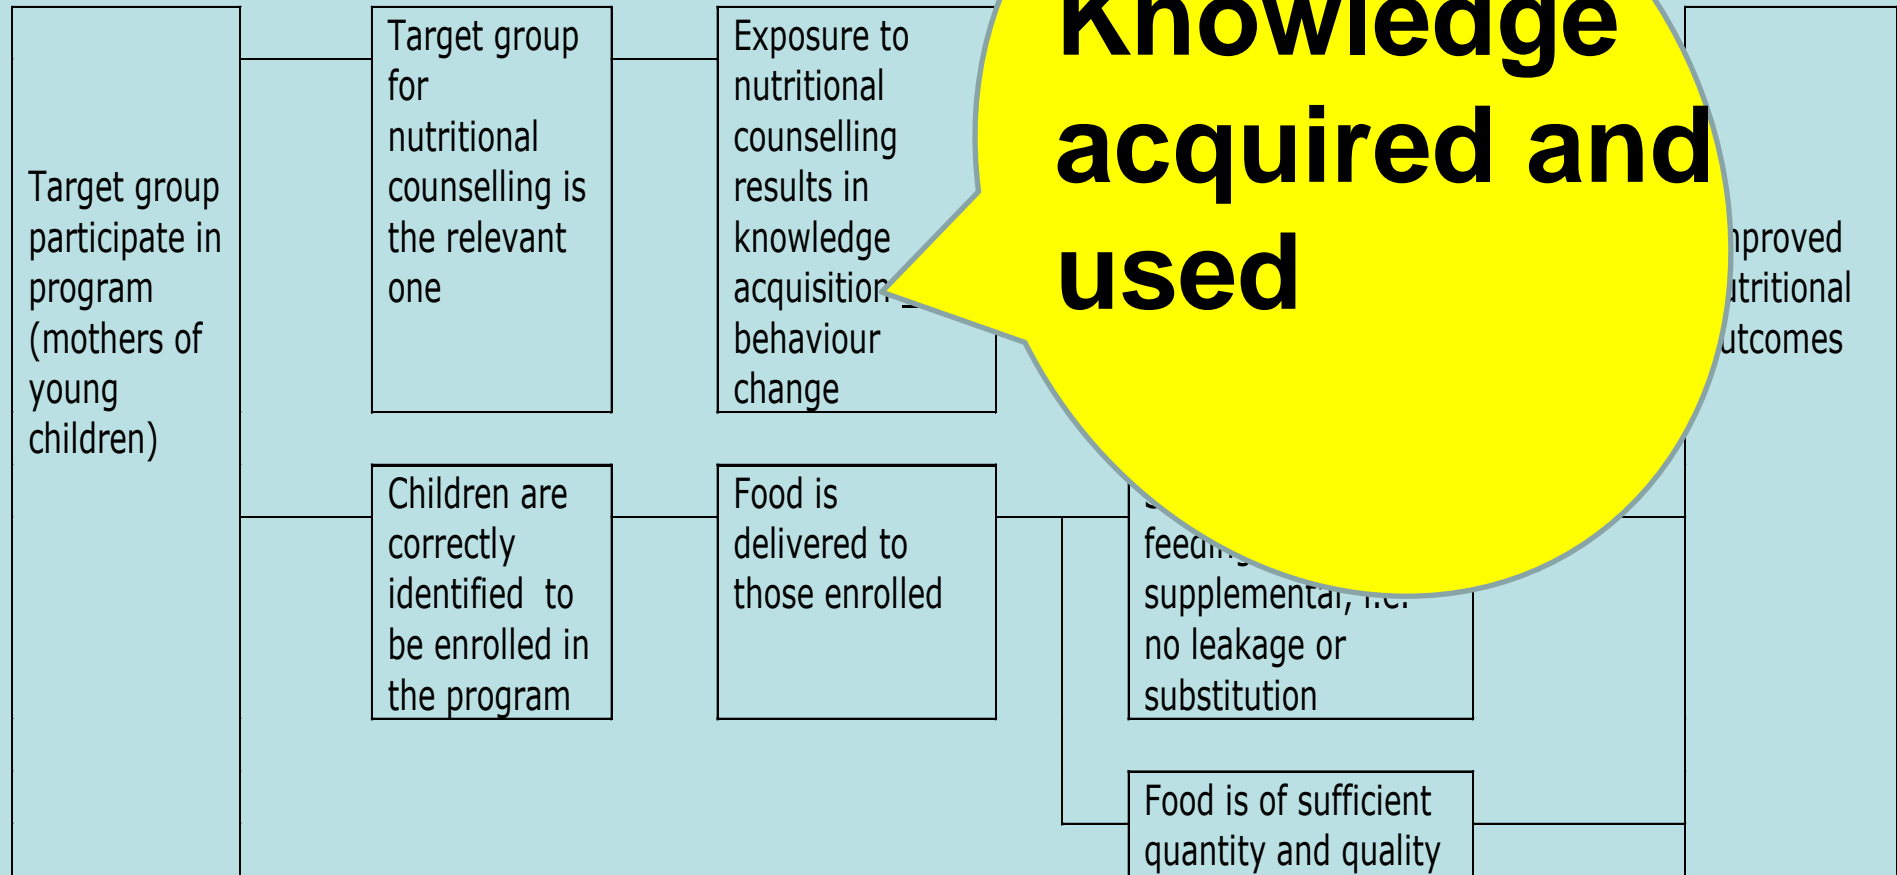 Target group
participate in
program
(mothers of
young
children)
Target group
for
nutritional
counselling is
the relevant
one
Exposure to
nutritional
counselling
results in
knowledge
acquisition
behaviour
change
Knowledge
acquired and
used
Children are
correctly
identified to
be enrolled in
the program
Food is
delivered to
those enrolled
supplemental, i.e.
no leakage or
substitution
Food is of sufficient
quantity and quality